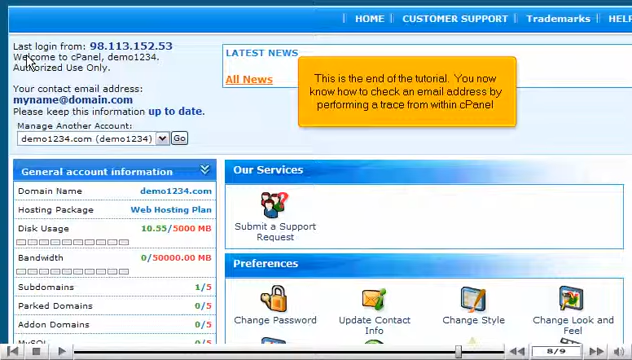 HOME
CUSTOMER SUPPORT
Trademarks
HELP
Last login from: 98.113.152.53
Welcome to cPanel, demo1234.
Authorized Use Only.
Your contact email address:
myname@domain.com
Please keep this information up to date.
Manage Another Account:
demo1234.com (demo1234)
Go
LATEST NEWS
All News
This is the end of the tutorial. You now
know how to check an email address by
performing a trace from within cPanel
General account information
Domain Name demo1234.com
Hosting Package Web Hosting Plan
Disk Usage 10.55/5000 MB
Bandwidth 0/50000.00 MB
Subdomains 1/5
Parked Domains 0/5
Addon Domains 0/5
Our Services
Submit a Support
Request
Preferences
Change Password
Update Contact
Info
Change Style
Change Look and
Feel
8/9